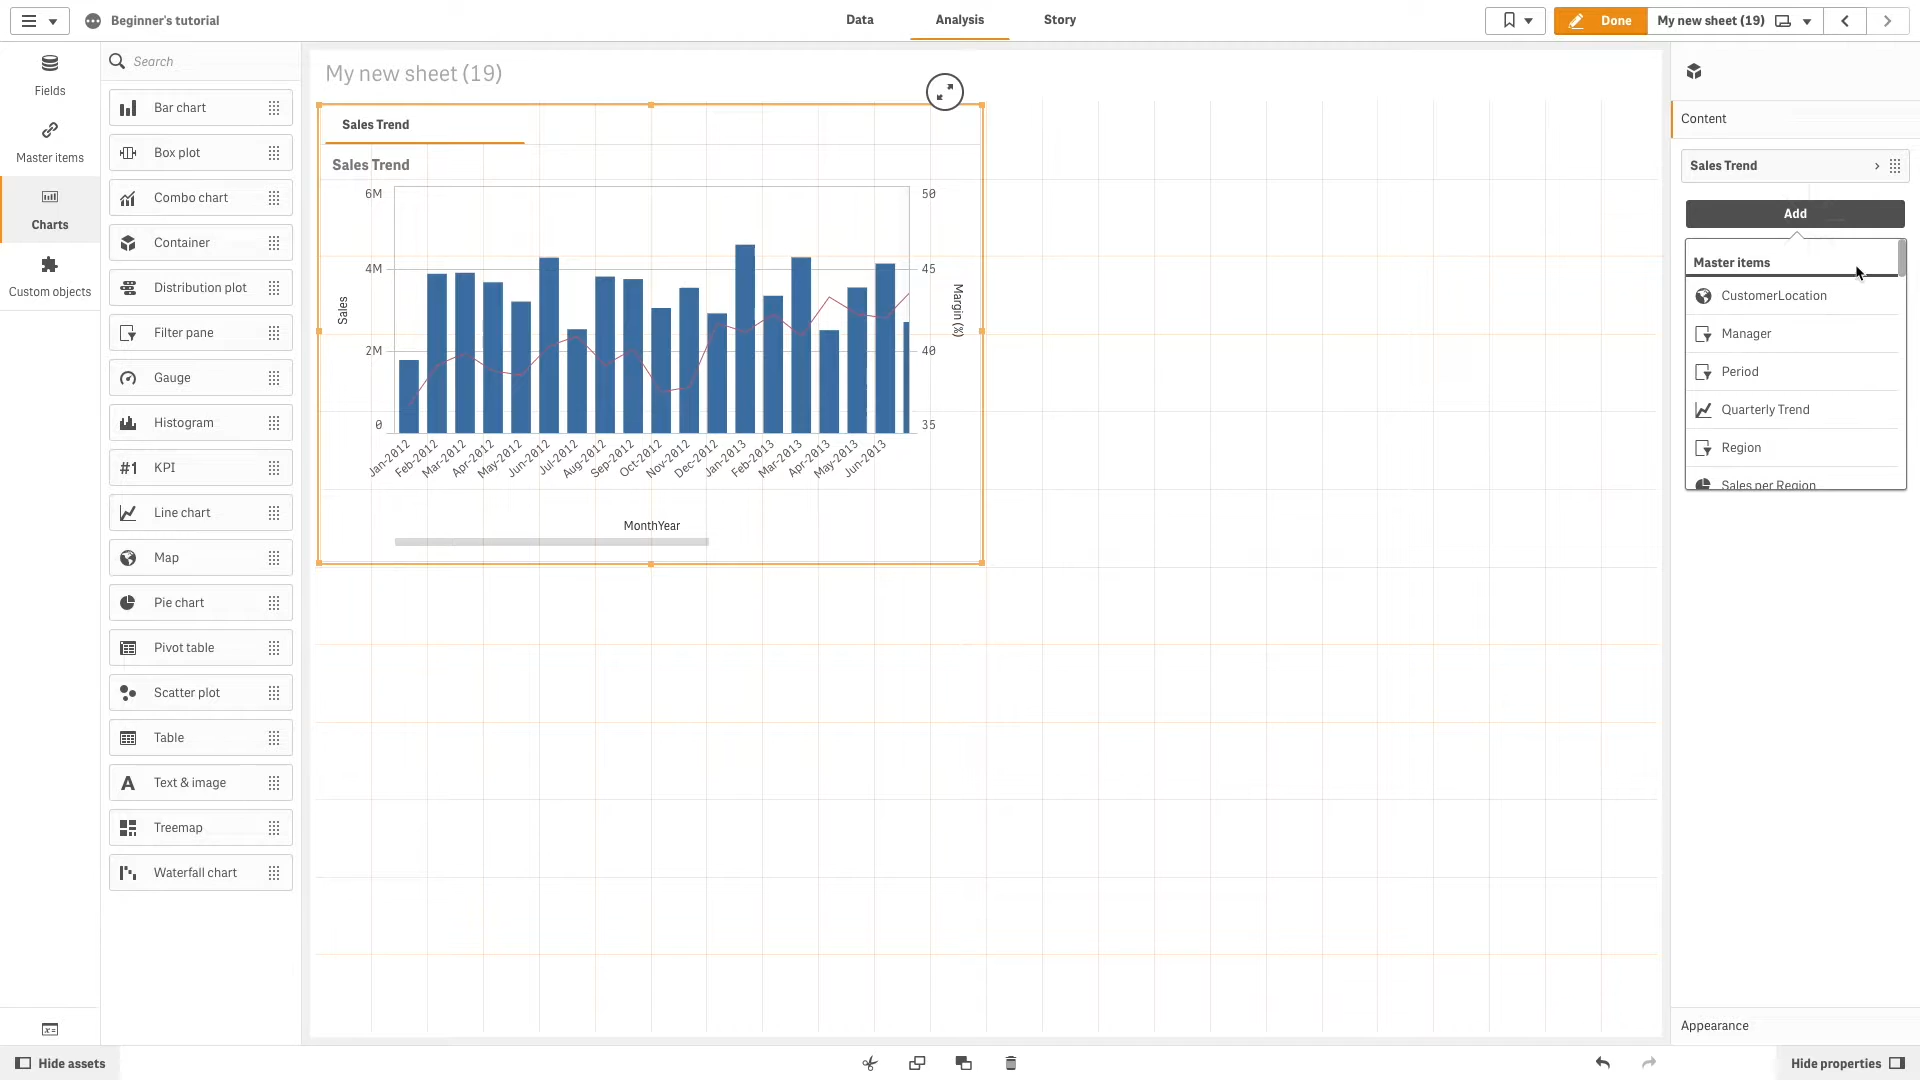 Beginner's tutorial
Data
Analysis
Story
Done
My new sheet (19)
Fields
Master items
Charts
Custom objects
Search
Bar chart
Box plot
Combo chart
Container
Distribution plot
Filter pane
Gauge
Histogram
#1 KPI
Line chart
Map
Pie chart
Pivot table
Scatter plot
Table
A Text & image
Treemap
Waterfall chart
My new sheet (19)
Sales Trend
Sales Trend
6M
4M
2M
0
Sales
50
45
40
35
Margin (%)
Jan-2012
Feb-2012
Mar-2012
Apr-2012
May-2012
Jun-2012
Jul-2012
Aug-2012
Sep-2012
Oct-2012
Nov-2012
Dec-2012
Jan-2013
Feb-2013
Mar-2013
Apr-2013
May-2013
Jun-2013
MonthYear
Content
Sales Trend
Add
Master items
CustomerLocation
Manager
Period
Quarterly Trend
Region
Sales per Region
Appearance
Hide assets
Hide properties